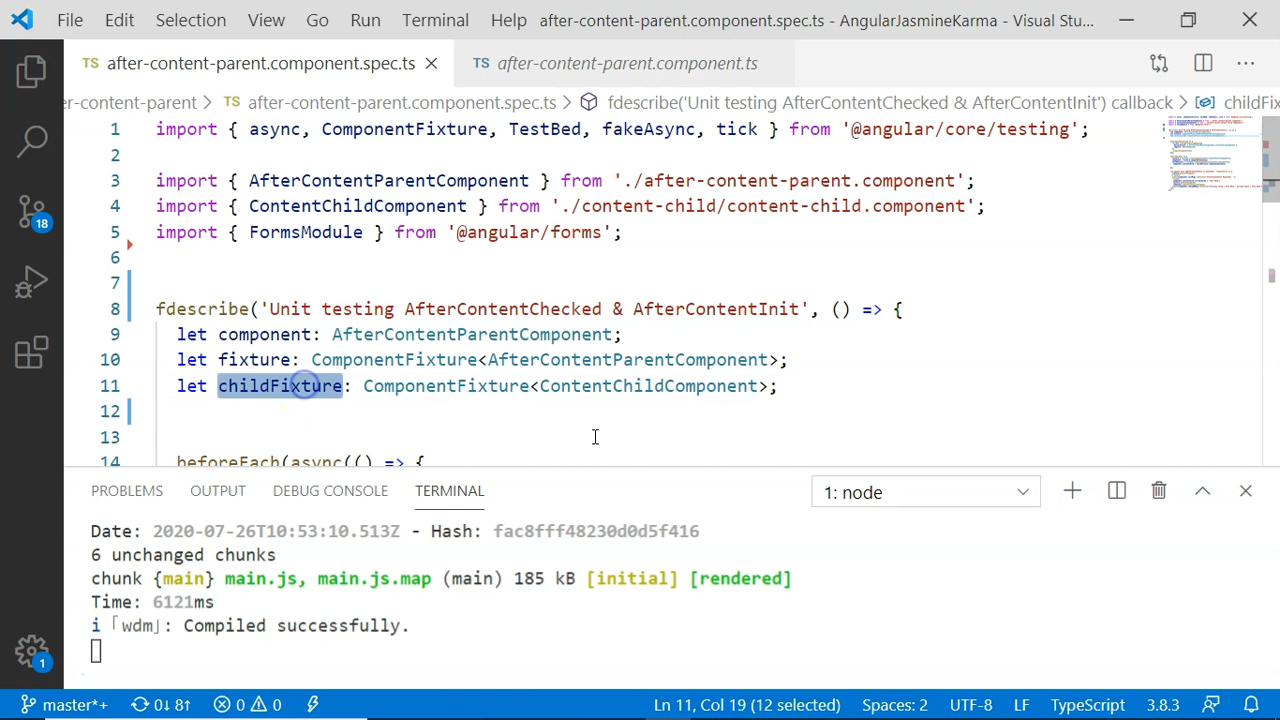 File Edit Selection View Go Run Terminal Help after-content-parent.component.spec.ts - AngularJasmineKarma - Visual Stu...
TS after-content-parent.component.spec.ts TS after-content-parent.component.ts
er-content-parent > TS after-content-parent.component.spec.ts > fdescribe('Unit testing AfterContentChecked & AfterContentInit') callback > childFix
1 import { async, ComponentFixture, TestBed, fakeAsync, tick } from '@angular/core/testing';
2
3 import { AfterContentParentComponent } from './after-content-parent.component';
4 import { ContentChildComponent } from './content-child/content-child.component';
5 import { FormsModule } from '@angular/forms';
6
7
8 fdescribe('Unit testing AfterContentChecked & AfterContentInit', () => {
9 let component: AfterContentParentComponent;
10 let fixture: ComponentFixture<AfterContentParentComponent>;
11 let childFixture: ComponentFixture<ContentChildComponent>;
12
13
14 beforeEach(async(() => {
18
PROBLEMS OUTPUT DEBUG CONSOLE TERMINAL 1: node
Date: 2020-07-26T10:53:10.513Z - Hash: fac8fff48230d0d5f416
6 unchanged chunks
chunk {main} main.js, main.js.map (main) 185 kB [initial] [rendered]
Time: 6121ms
i 「wdm」: Compiled successfully.
1
master*+ 0↓ 8↑ 0 0 Ln 11, Col 19 (12 selected) Spaces: 2 UTF-8 LF TypeScript 3.8.3